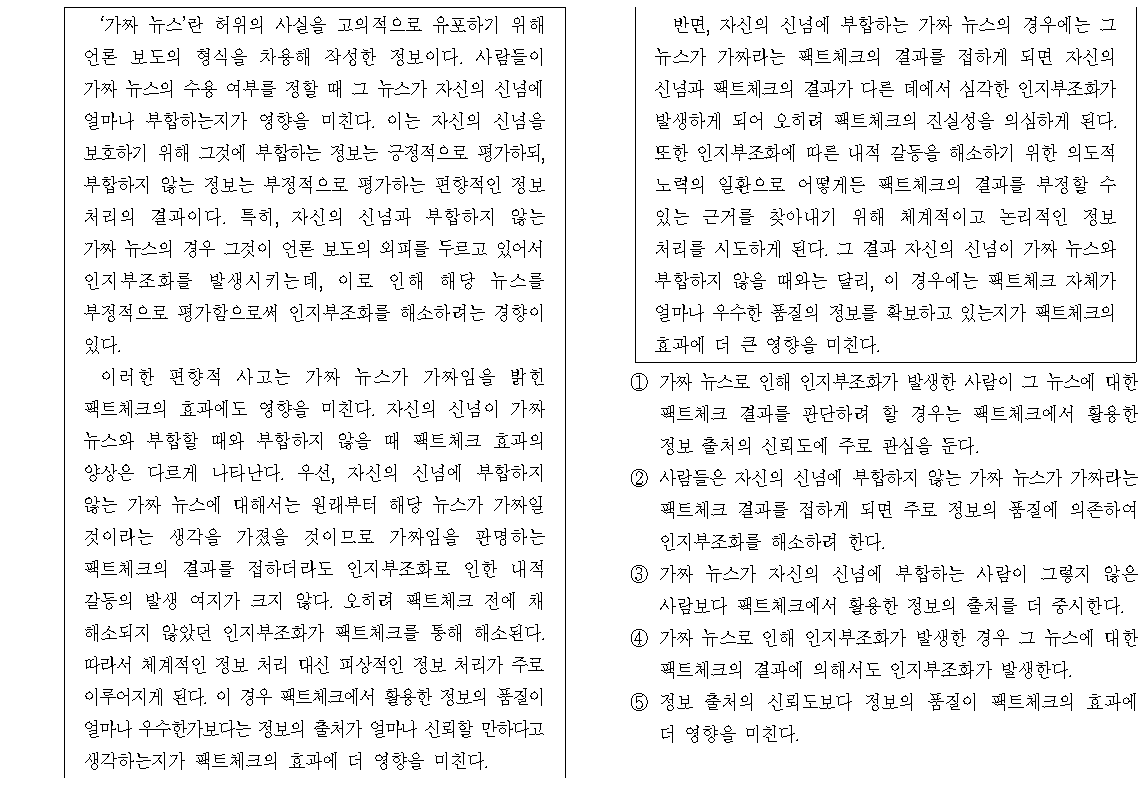 ‘가짜 뉴스’란 허위의 사실을 고의적으로 유포하기 위해
언론 보도의 형식을 차용해 작성한 정보이다. 사람들이
가짜 뉴스의 수용 여부를 정할 때 그 뉴스가 자신의 신념에
얼마나 부합하는지가 영향을 미친다. 이는 자신의 신념을
보호하기 위해 그것에 부합하는 정보는 긍정적으로 평가하되,
부합하지 않는 정보는 부정적으로 평가하는 편향적인 정보
처리의 결과이다. 특히, 자신의 신념과 부합하지 않는
가짜 뉴스의 경우 그것이 언론 보도의 외피를 두르고 있어서
인지부조화를 발생시키는데, 이로 인해 해당 뉴스를
부정적으로 평가함으로써 인지부조화를 해소하려는 경향이
있다.
이러한 편향적 사고는 가짜 뉴스가 가짜임을 밝힌
팩트체크의 효과에도 영향을 미친다. 자신의 신념이 가짜
뉴스와 부합할 때와 부합하지 않을 때 팩트체크 효과의
양상은 다르게 나타난다. 우선, 자신의 신념에 부합하지
않는 가짜 뉴스에 대해서는 원래부터 해당 뉴스가 가짜일
것이라는 생각을 가졌을 것이므로 가짜임을 판명하는
팩트체크의 결과를 접하더라도 인지부조화로 인한 내적
갈등의 발생 여지가 크지 않다. 오히려 팩트체크 전에 채
해소되지 않았던 인지부조화가 팩트체크를 통해 해소된다.
따라서 체계적인 정보 처리 대신 피상적인 정보 처리가 주로
이루어지게 된다. 이 경우 팩트체크에서 활용한 정보의 품질이
얼마나 우수한가보다는 정보의 출처가 얼마나 신뢰할 만하다고
생각하는지가 팩트체크의 효과에 더 영향을 미친다.
반면, 자신의 신념에 부합하는 가짜 뉴스의 경우에는 그
뉴스가 가짜라는 팩트체크의 결과를 접하게 되면 자신의
신념과 팩트체크의 결과가 다른 데에서 심각한 인지부조화가
발생하게 되어 오히려 팩트체크의 진실성을 의심하게 된다.
또한 인지부조화에 따른 내적 갈등을 해소하기 위한 의도적
노력의 일환으로 어떻게든 팩트체크의 결과를 부정할 수
있는 근거를 찾아내기 위해 체계적이고 논리적인 정보
처리를 시도하게 된다. 그 결과 자신의 신념이 가짜 뉴스와
부합하지 않을 때와는 달리, 이 경우에는 팩트체크 자체가
얼마나 우수한 품질의 정보를 확보하고 있는지가 팩트체크의
효과에 더 큰 영향을 미친다.
① 가짜 뉴스로 인해 인지부조화가 발생한 사람이 그 뉴스에 대한
팩트체크 결과를 판단하려 할 경우는 팩트체크에서 활용한
정보 출처의 신뢰도에 주로 관심을 둔다.
② 사람들은 자신의 신념에 부합하지 않는 가짜 뉴스가 가짜라는
팩트체크 결과를 접하게 되면 주로 정보의 품질에 의존하여
인지부조화를 해소하려 한다.
③ 가짜 뉴스가 자신의 신념에 부합하는 사람이 그렇지 않은
사람보다 팩트체크에서 활용한 정보의 출처를 더 중시한다.
④ 가짜 뉴스로 인해 인지부조화가 발생한 경우 그 뉴스에 대한
팩트체크의 결과에 의해서도 인지부조화가 발생한다.
⑤ 정보 출처의 신뢰도보다 정보의 품질이 팩트체크의 효과에
더 영향을 미친다.